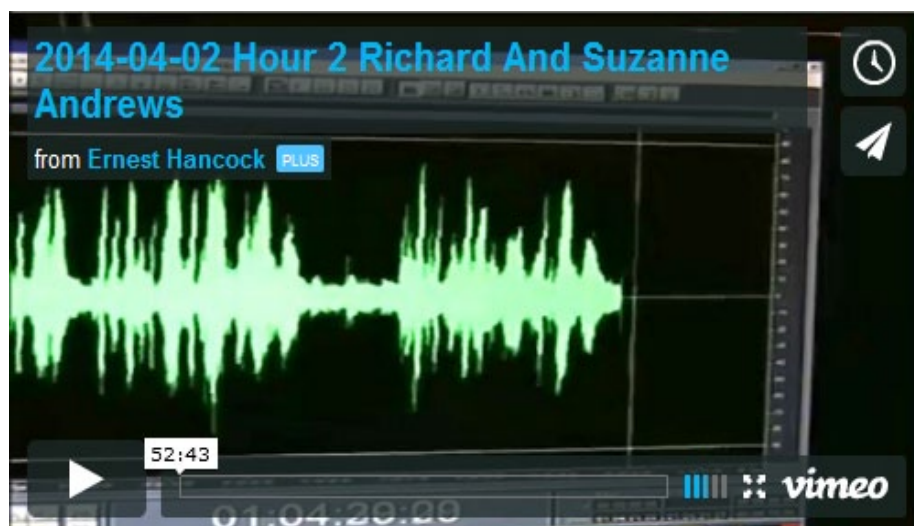 2014-04-02 Hour 2 Richard And Suzanne
Andrews
from Ernest Hancock PLUS
52:43
vimeo
01:04:29:29